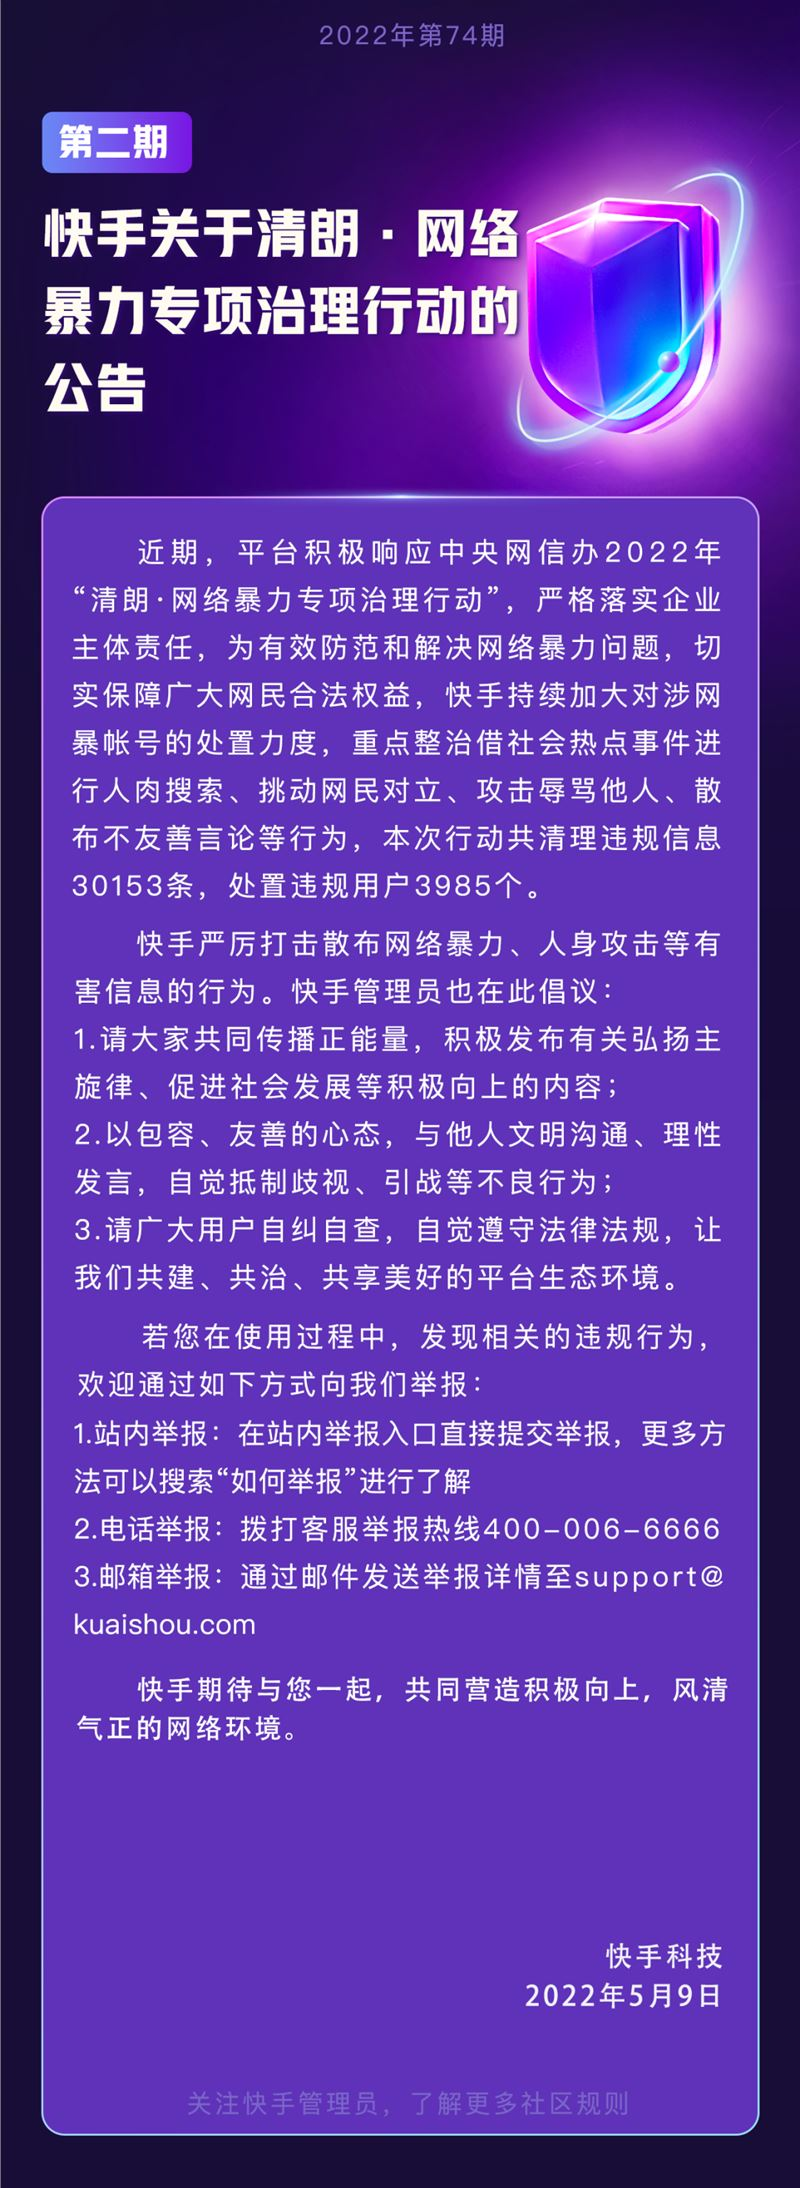 2022年第74期
第二期
快手关于清朗·网络
暴力专项治理行动的
公告
近期，平台积极响应中央网信办2022年
“清朗·网络暴力专项治理行动”，严格落实企业
主体责任，为有效防范和解决网络暴力问题，切
实保障广大网民合法权益，快手持续加大对涉网
暴帐号的处置力度，重点整治借社会热点事件进
行人肉搜索、挑动网民对立、攻击辱骂他人、散
布不友善言论等行为，本次行动共清理违规信息
30153条，处置违规用户3985个。
快手严厉打击散布网络暴力、人身攻击等有
害信息的行为。快手管理员也在此倡议：
1.请大家共同传播正能量，积极发布有关弘扬主
旋律、促进社会发展等积极向上的内容；
2.以包容、友善的心态，与他人文明沟通、理性
发言，自觉抵制歧视、引战等不良行为；
3.请广大用户自纠自查，自觉遵守法律法规，让
我们共建、共治、共享美好的平台生态环境。
若您在使用过程中，发现相关的违规行为，
欢迎通过如下方式向我们举报：
1.站内举报：在站内举报入口直接提交举报，更多方
法可以搜索“如何举报”进行了解
2.电话举报：拨打客服举报热线400-006-6666
3.邮箱举报：通过邮件发送举报详情至support@
kuaishou.com
快手期待与您一起，共同营造积极向上，风清
气正的网络环境。
快手科技
2022年5月9日
关注快手管理员，了解更多社区规则